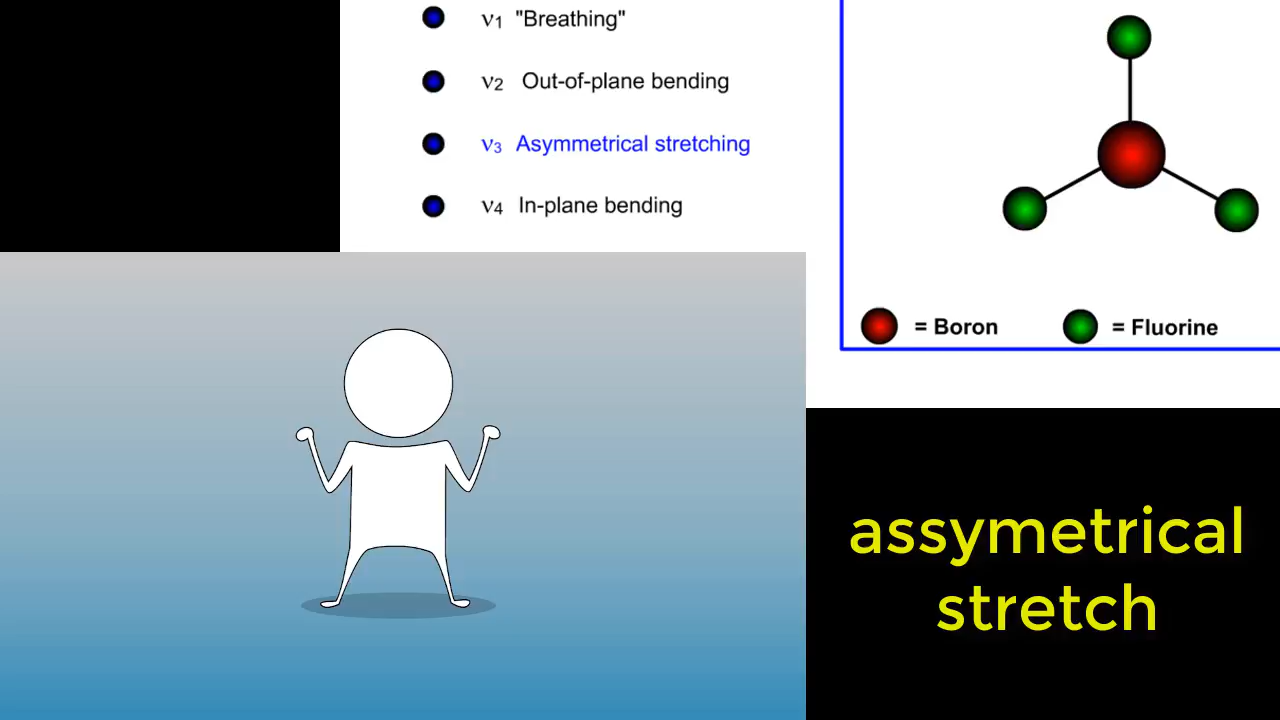 ν₁ "Breathing"
ν₂ Out-of-plane bending
ν₃ Asymmetrical stretching
ν₄ In-plane bending
= Boron = Fluorine
assymetrical
stretch